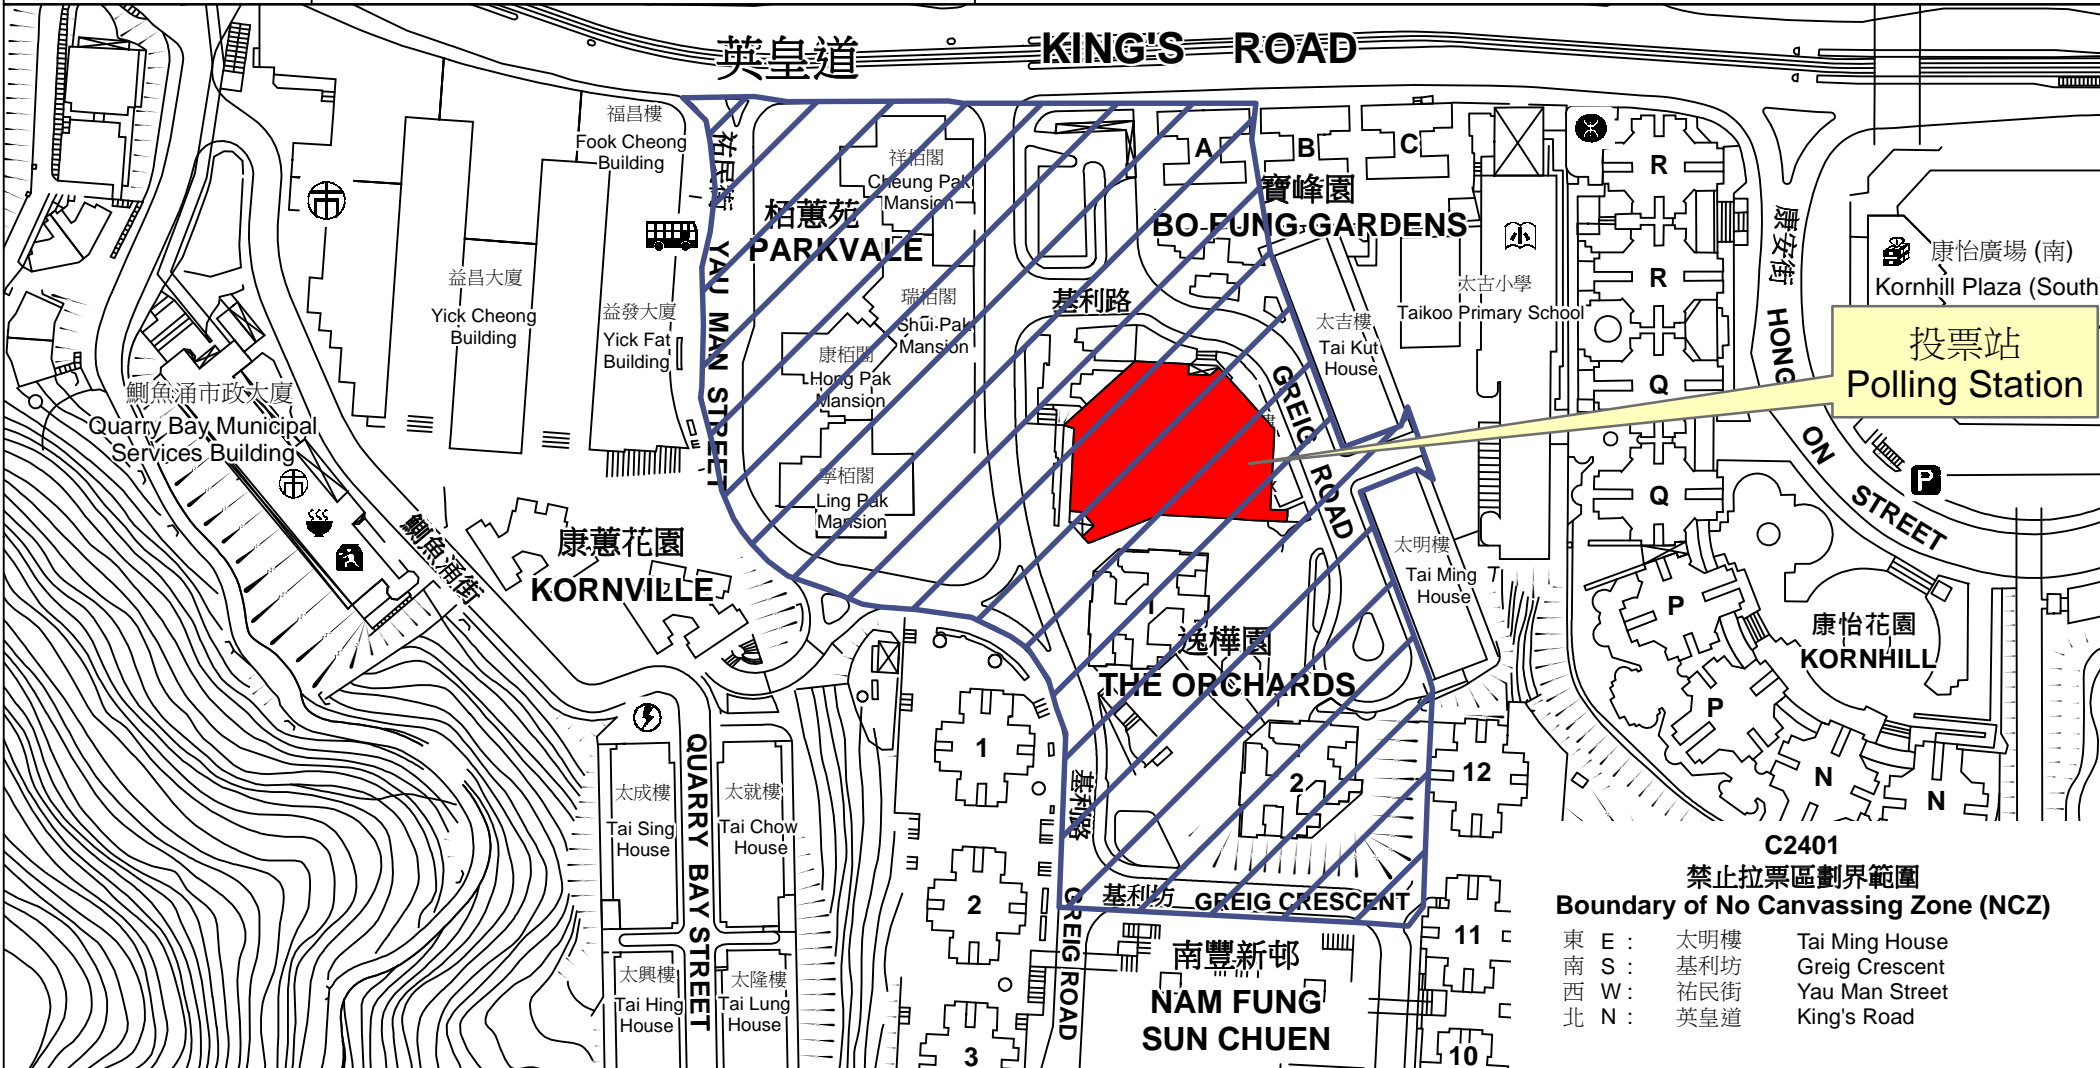 英皇道
KING'S ROAD
福昌樓
Fook Cheong
Building
祐民街
祥栢閣
Cheung Pak
Mansion
栢蕙苑
PARKVALE
A
B
C
寶峰園
BO FUNG GARDENS
R
康安街
康怡廣場 (南)
Kornhill Plaza (South
益昌大廈
Yick Cheong
Building
益發大廈
Yick Fat
Building
YAU MAN STREET
瑞栢閣
Shui Pak
Mansion
基利路
太古小學
Taikoo Primary School
R
太吉樓
Tai Kut
House
康栢閣
Hong Pak
Mansion
投票站
Polling Station
鰂魚涌市政大廈
Quarry Bay Municipal
Services Building
GREIG ROAD
Q
HONG ON STREET
P
寧栢閣
Ling Pak
Mansion
Q
鰂魚涌街
康蕙花園
KORNVILLE
太明樓
Tai Ming
House
1
逸樺園
THE ORCHARDS
P
康怡花園
KORNHILL
P
1
2
12
N
N
太成樓
Tai Sing
House
QUARRY BAY STREET
太就樓
Tai Chow
House
基利路
C2401
禁止拉票區劃界範圍
Boundary of No Canvassing Zone (NCZ)
東 E : 太明樓 Tai Ming House
南 S : 基利坊 Greig Crescent
西 W : 祐民街 Yau Man Street
北 N : 英皇道 King's Road
2
基利坊 GREIG CRESCENT
GREIG ROAD
11
南豐新邨
NAM FUNG
SUN CHUEN
太興樓
Tai Hing
House
太隆樓
Tai Lung
House
3
10